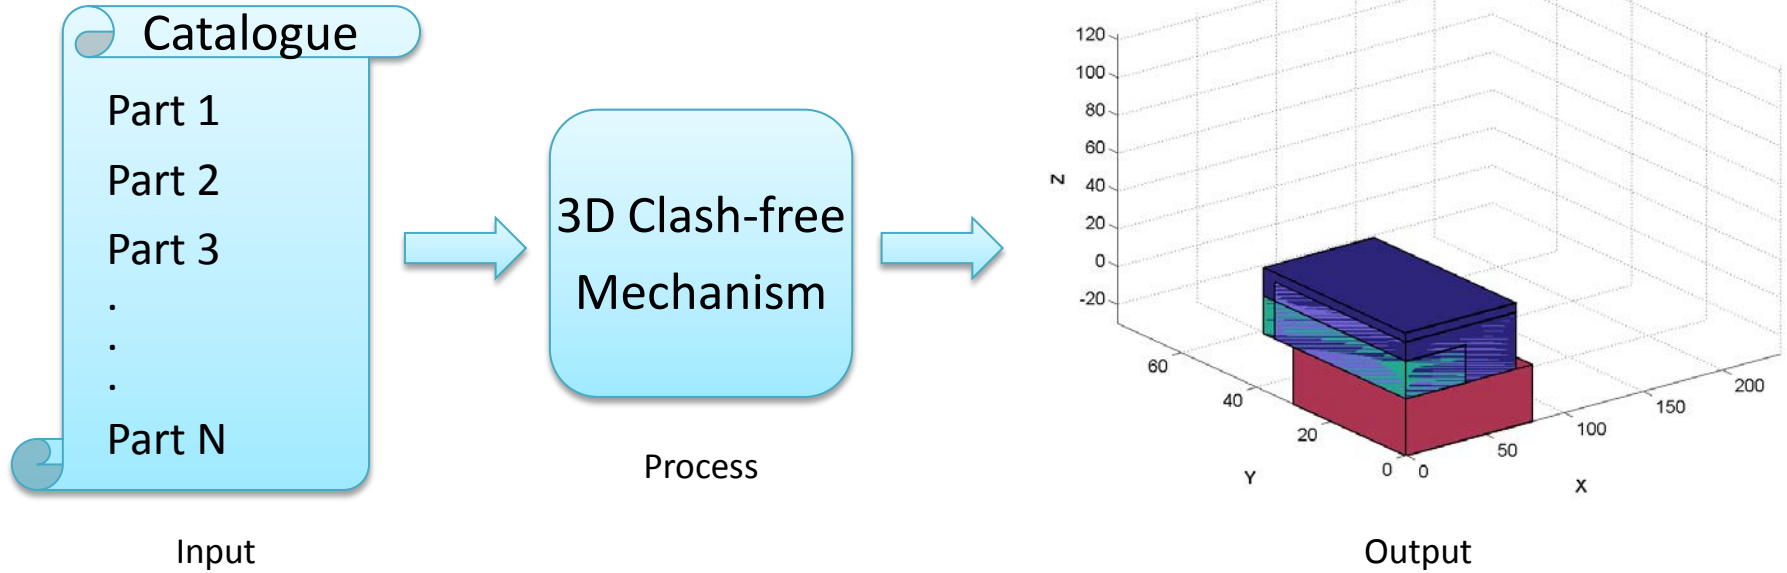 Catalogue
Part 1
Part 2
Part 3
.
.
.
Part N
Input
3D Clash-free
Mechanism
Process
120
100
80
60
40
20
0
-20
Z
60
40
20
0
Y
0
50
100
150
200
X
Output